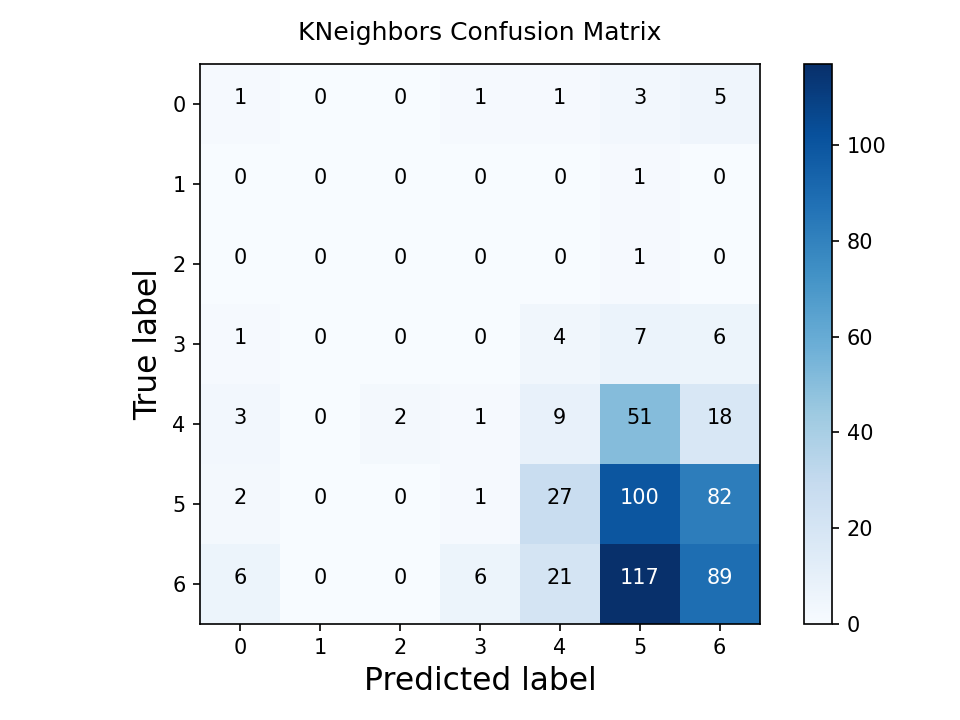 KNeighbors Confusion Matrix
0 1 0 0 1 1 3 5
1 0 0 0 0 0 1 0
2 0 0 0 0 0 1 0
3 1 0 0 0 4 7 6
4 3 0 2 1 9 51 18
5 2 0 0 1 27 100 82
6 6 0 0 6 21 117 89
0 1 2 3 4 5 6
True label
Predicted label
100
80
60
40
20
0